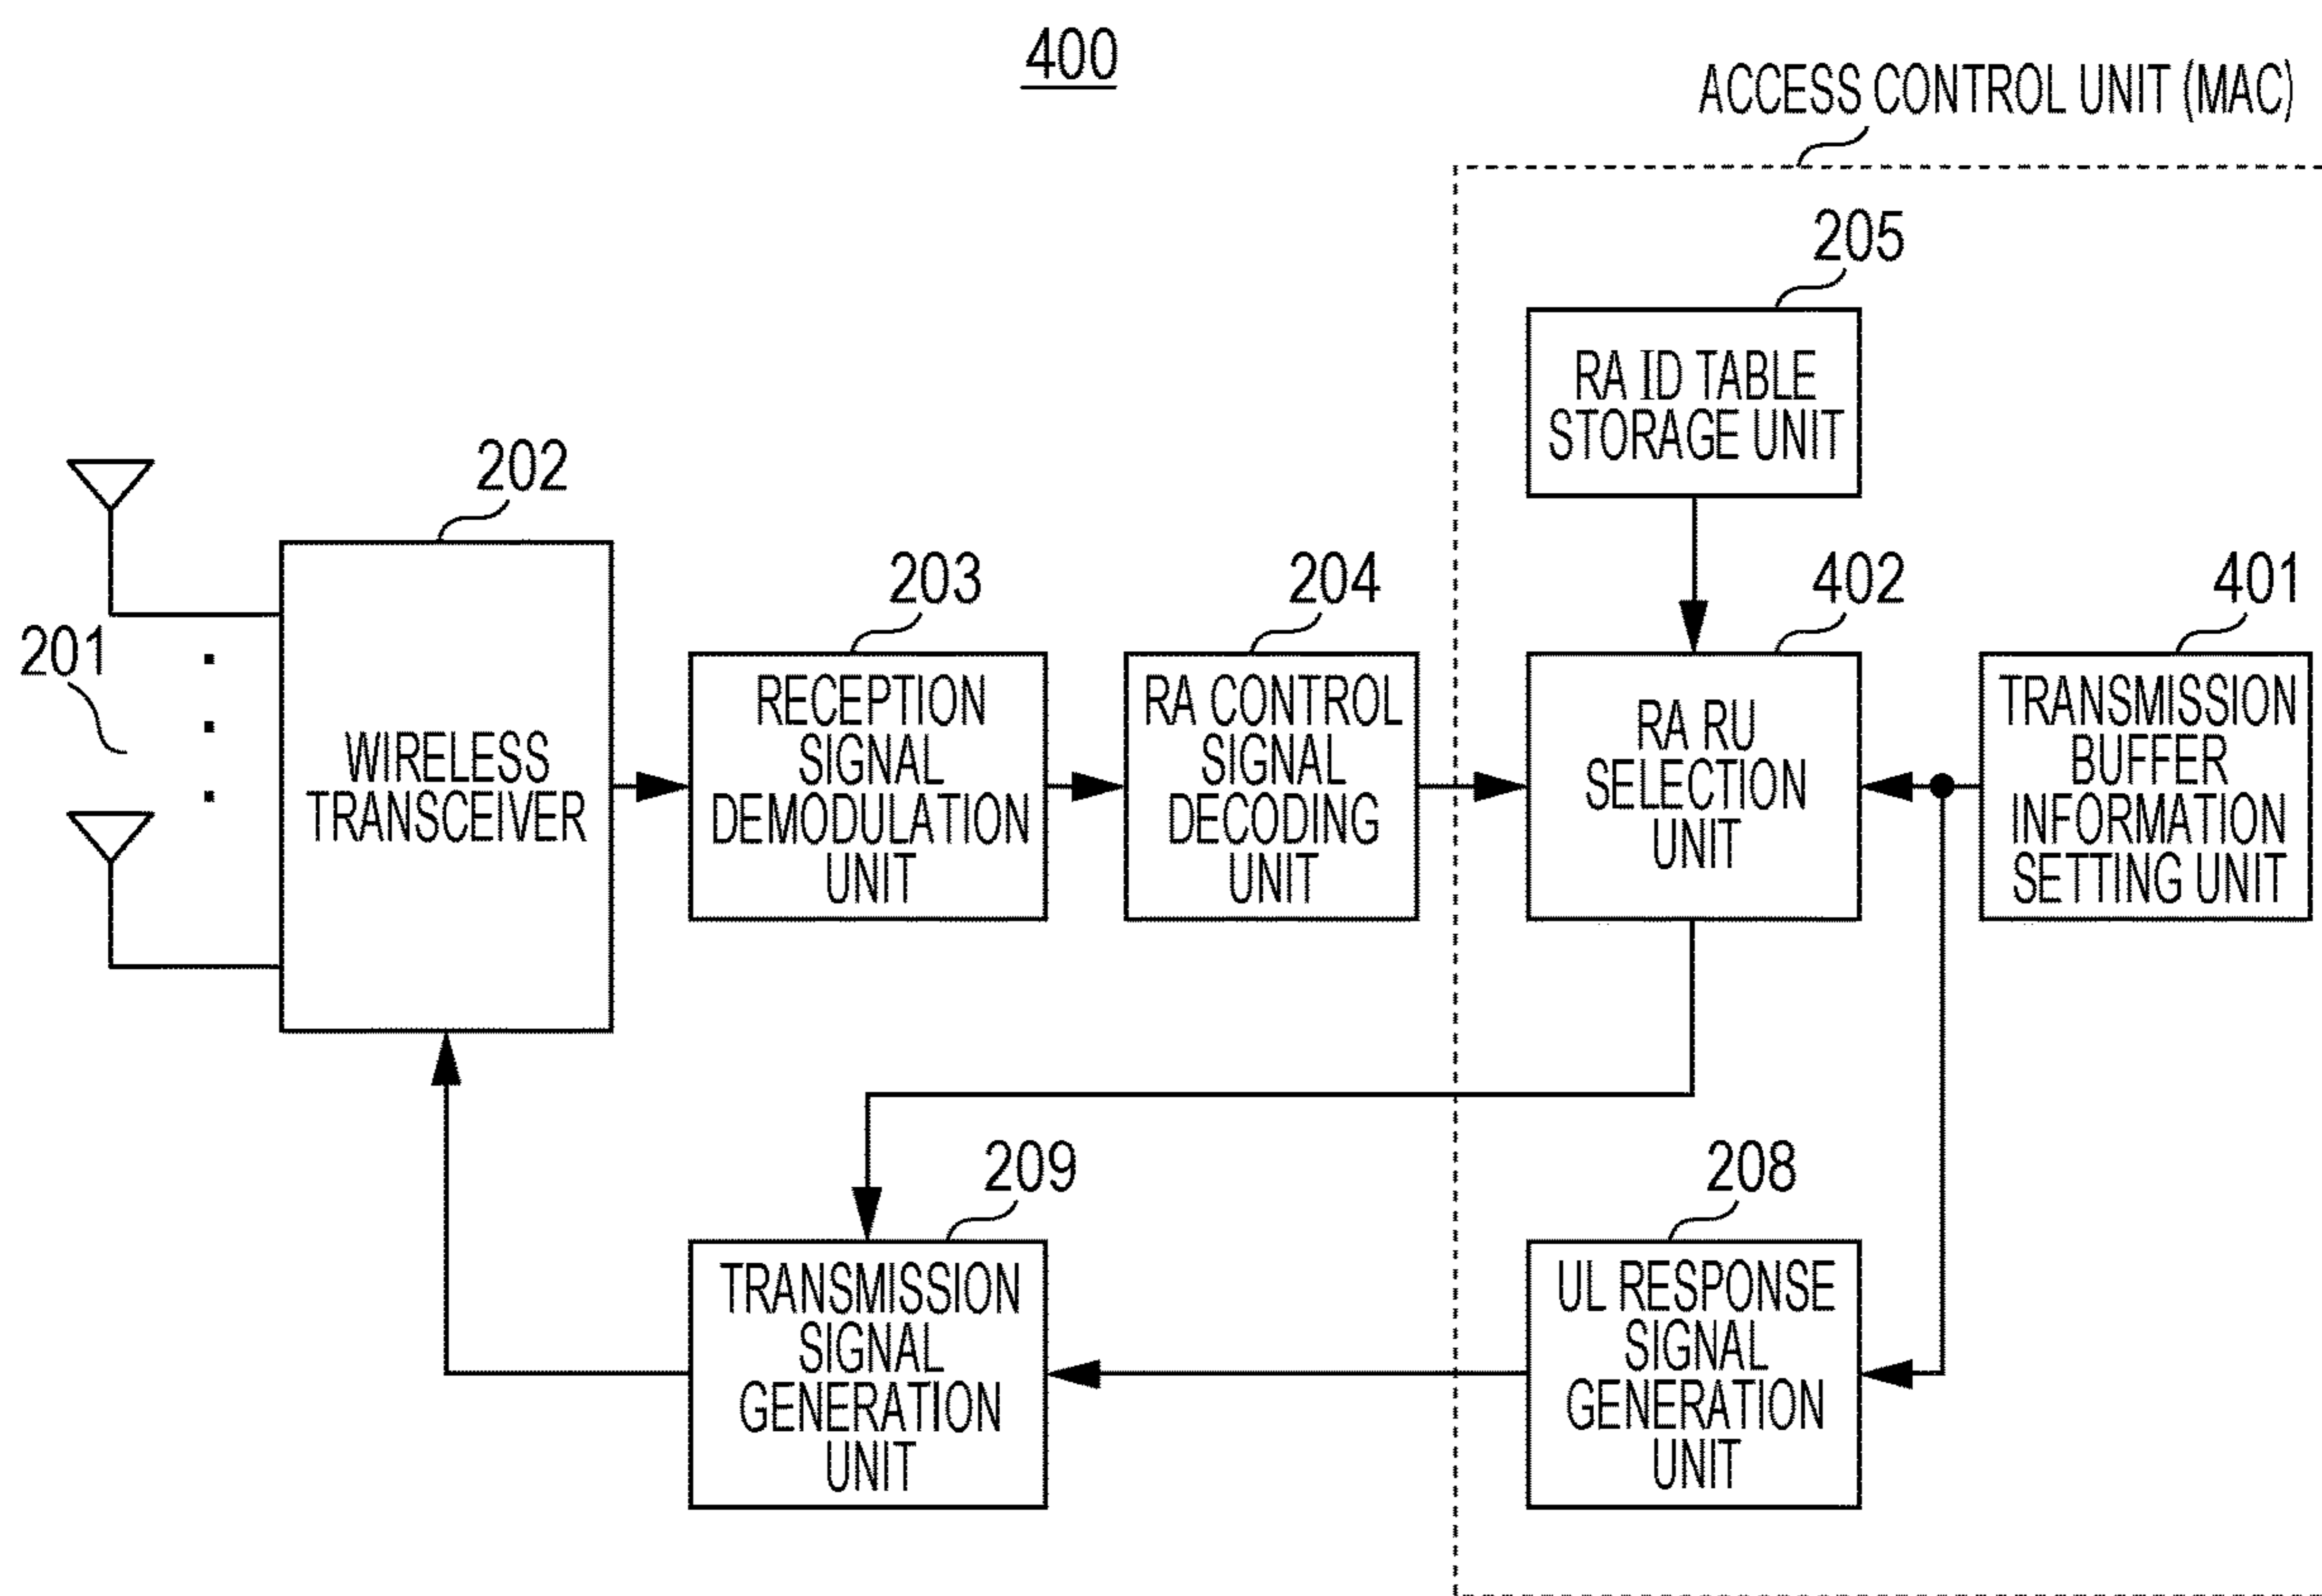 400
ACCESS CONTROL UNIT (MAC)
205
RA ID TABLE
STORAGE UNIT
202
203
204
402
401
201
WIRELESS
TRANSCEIVER
RECEPTION
SIGNAL
DEMODULATION
UNIT
RA CONTROL
SIGNAL
DECODING
UNIT
RA RU
SELECTION
UNIT
TRANSMISSION
BUFFER
INFORMATION
SETTING UNIT
209
208
TRANSMISSION
SIGNAL
GENERATION
UNIT
UL RESPONSE
SIGNAL
GENERATION
UNIT